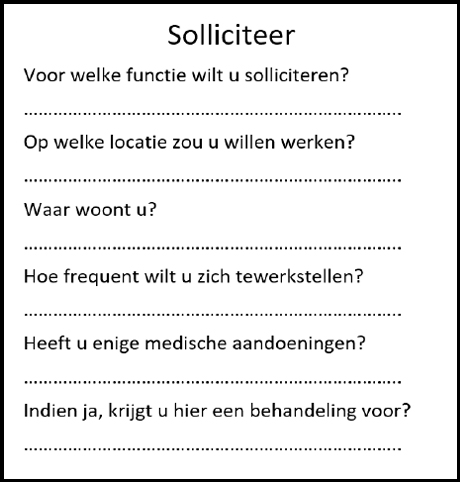 Solliciteer
Voor welke functie wilt u solliciteren?
................................................................................
Op welke locatie zou u willen werken?
................................................................................
Waar woont u?
................................................................................
Hoe frequent wilt u zich tewerkstellen?
................................................................................
Heeft u enige medische aandoeningen?
................................................................................
Indien ja, krijgt u hier een behandeling voor?
................................................................................